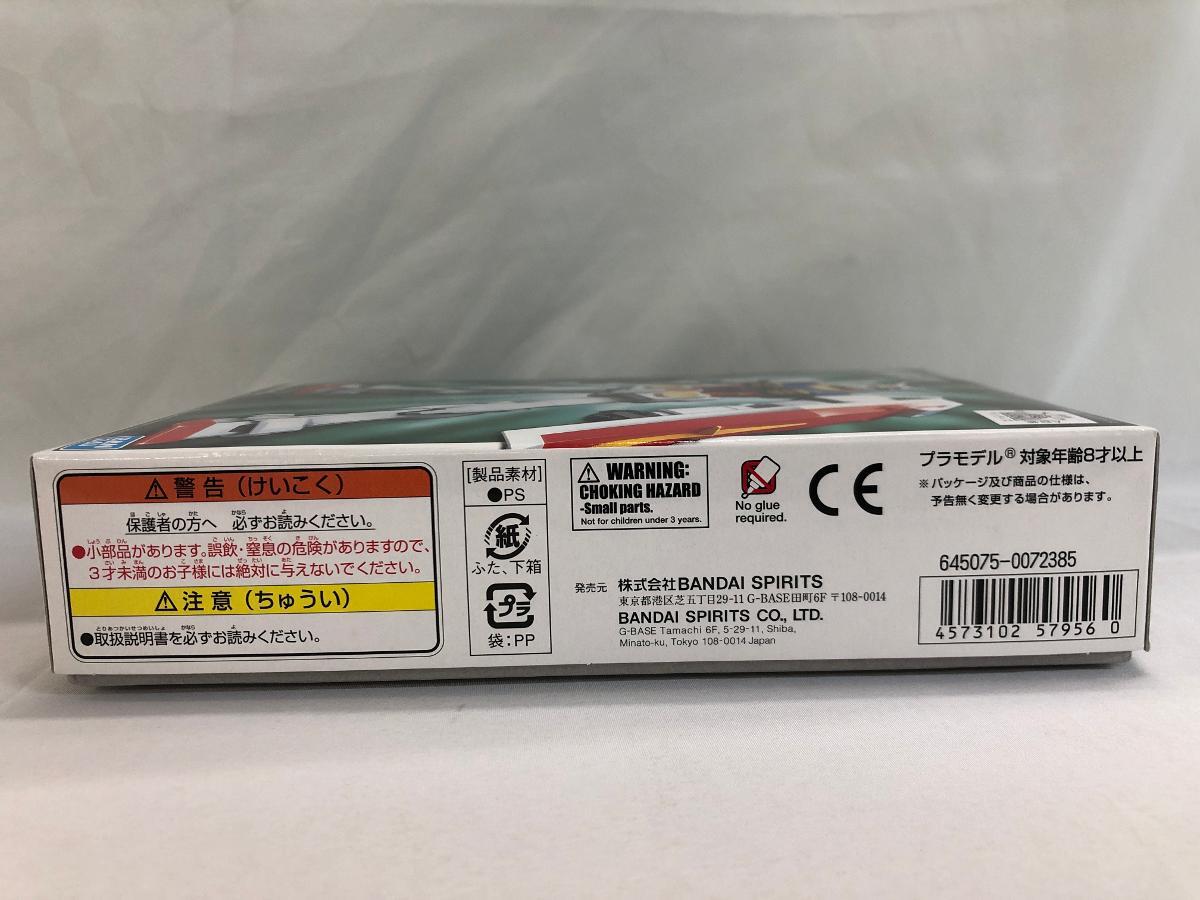 警告（けいこく）
保護者の方へ 必ずお読みください。
●小部品があります。誤飲・窒息の危険がありますので、
3才未満のお子様には絶対に与えないでください。
注意（ちゅうい）
●取扱説明書を必ずお読みください。
[製品素材]
●PS
紙
ふた、下箱
プラ
袋：PP
WARNING:
CHOKING HAZARD
-Small parts.
Not for children under 3 years.
No glue
required.
CE
発売元 株式会社BANDAI SPIRITS
東京都港区芝五丁目29-11 G-BASE田町6F 〒108-0014
BANDAI SPIRITS CO., LTD.
G-BASE Tamachi 6F, 5-29-11, Shiba,
Minato-ku, Tokyo 108-0014 Japan
プラモデル® 対象年齢8才以上
※パッケージ及び商品の仕様は、
予告無く変更する場合があります。
645075-0072385
4573102 57956 0